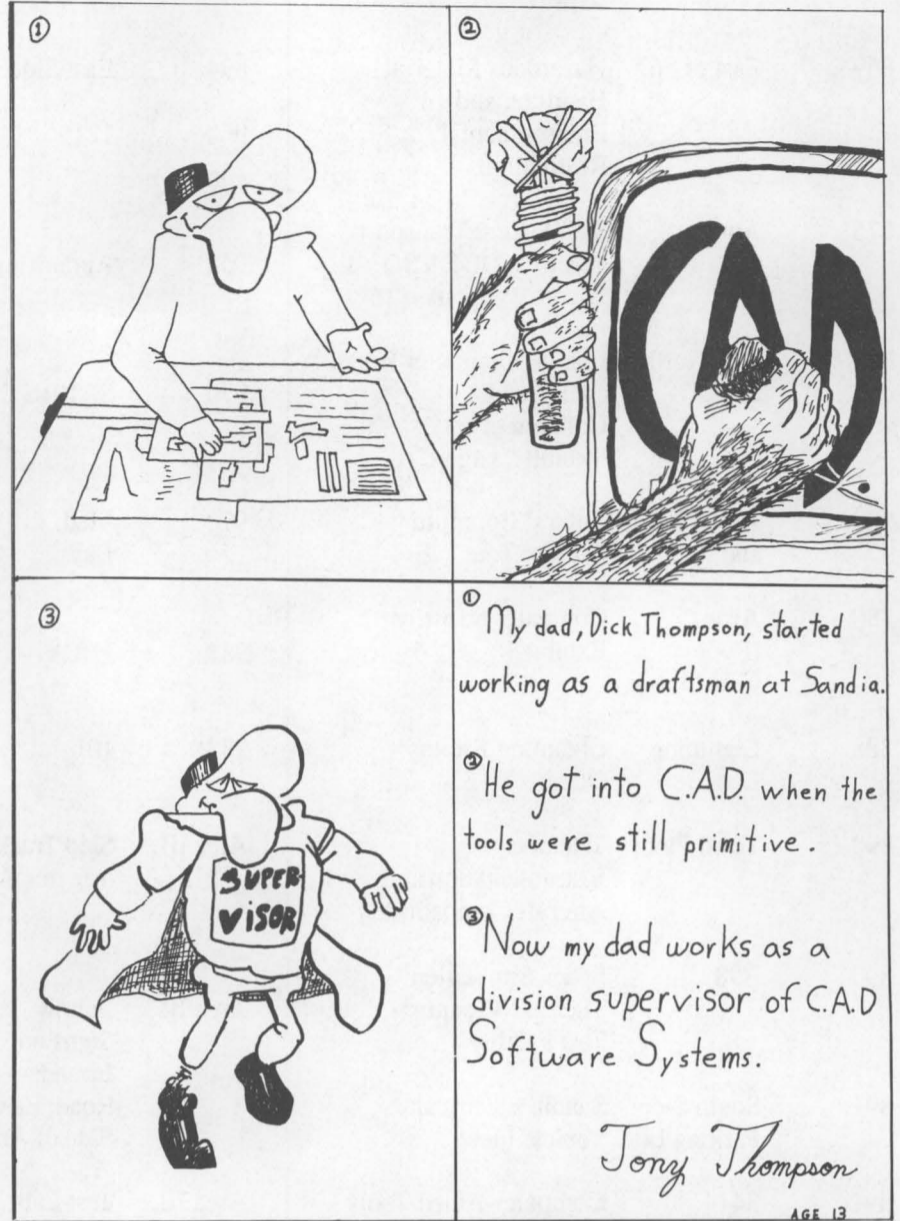 ①
②
CAD
③
SUPER-
VISOR
① My dad, Dick Thompson, started
working as a draftsman at Sandia.
② He got into C.A.D. when the
tools were still primitive.
③ Now my dad works as a
division supervisor of C.A.D
Software Systems.
Tony Thompson
AGE 13